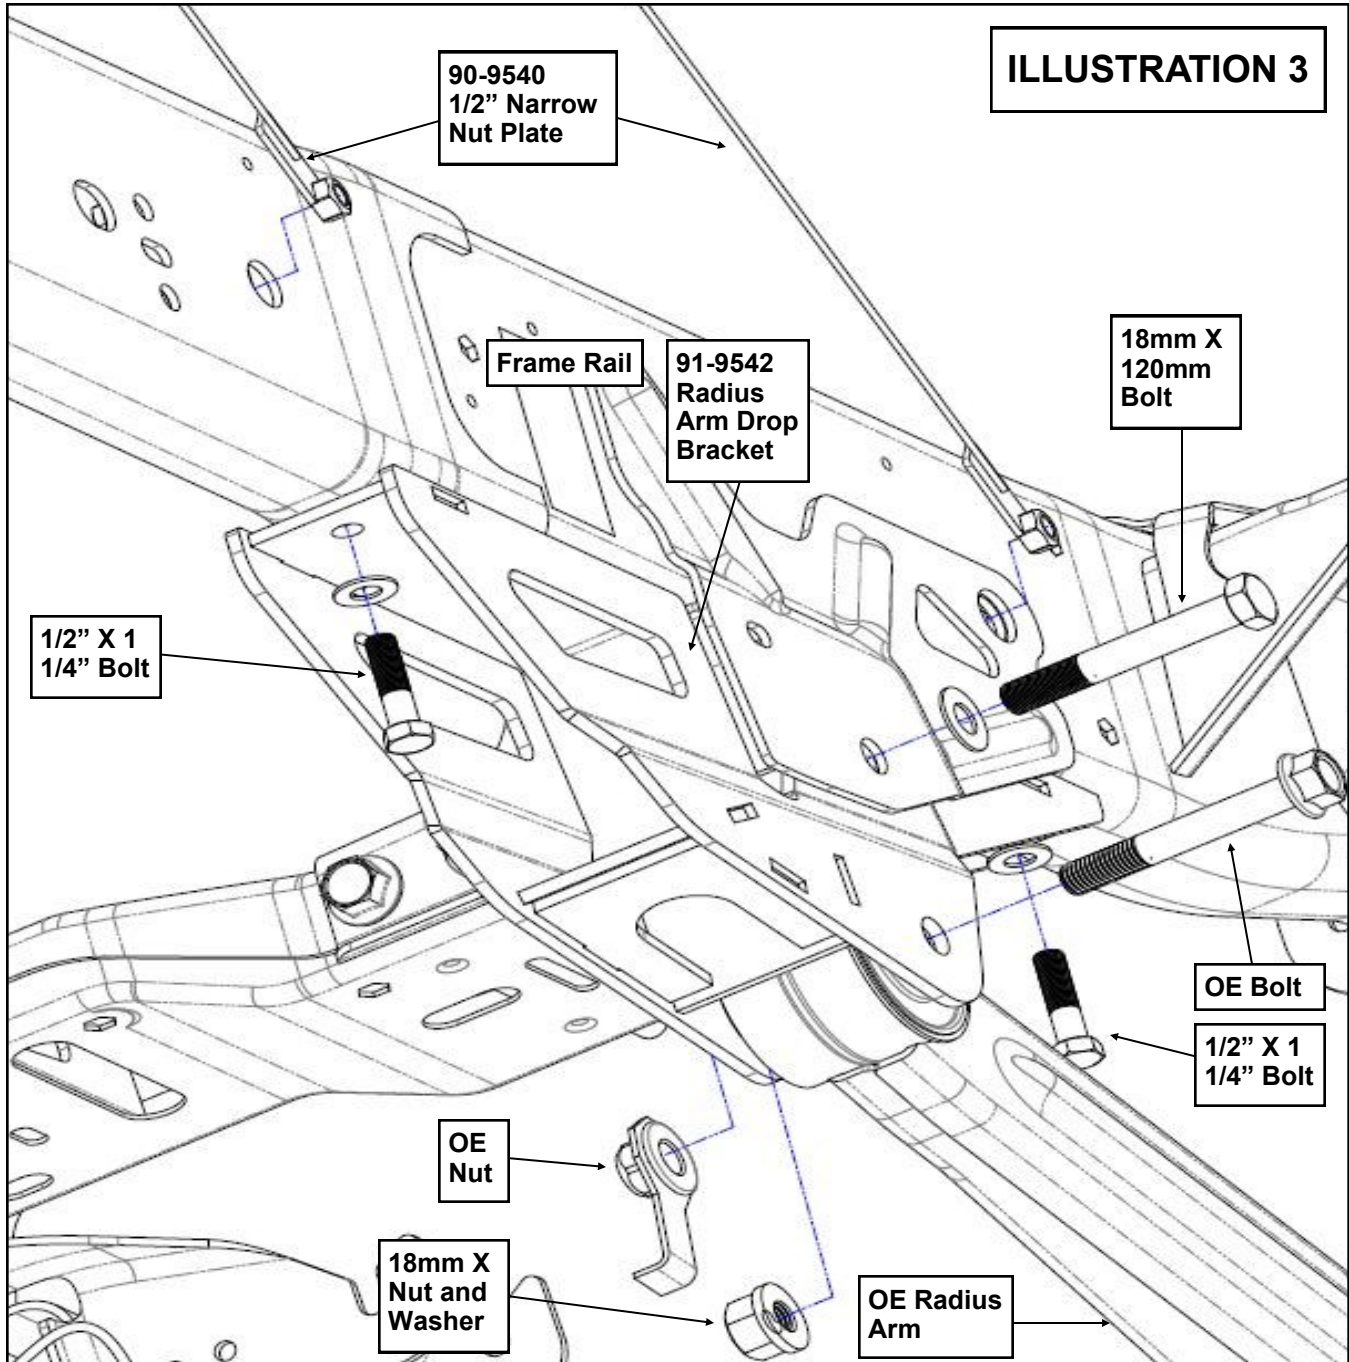 ILLUSTRATION 3
90-9540
1/2” Narrow
Nut Plate
18mm X
120mm
Bolt
Frame Rail
91-9542
Radius
Arm Drop
Bracket
1/2” X 1
1/4” Bolt
OE Bolt
1/2” X 1
1/4” Bolt
OE
Nut
18mm X
Nut and
Washer
OE Radius
Arm